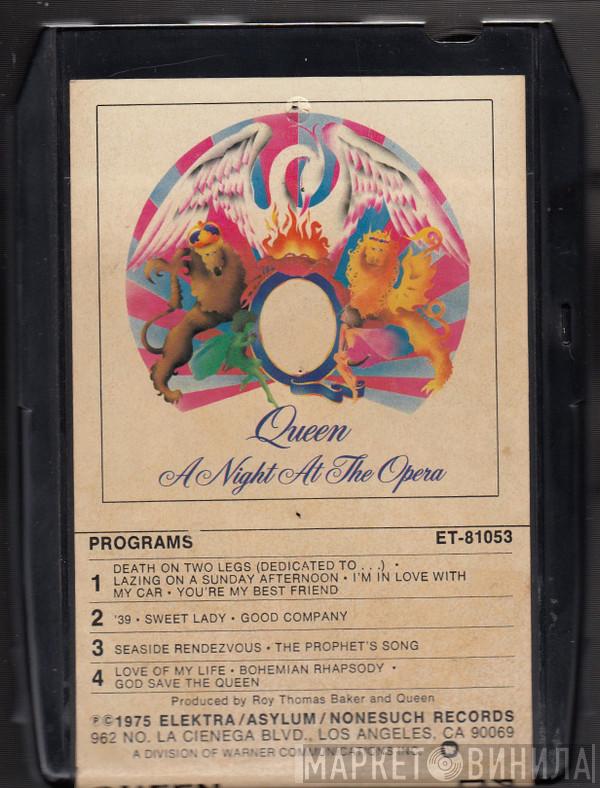 Queen
A Night At The Opera
PROGRAMS ET-81053
1 DEATH ON TWO LEGS (DEDICATED TO . . .) •
LAZING ON A SUNDAY AFTERNOON • I'M IN LOVE WITH
MY CAR • YOU'RE MY BEST FRIEND
2 '39 • SWEET LADY • GOOD COMPANY
3 SEASIDE RENDEZVOUS • THE PROPHET'S SONG
4 LOVE OF MY LIFE • BOHEMIAN RHAPSODY •
GOD SAVE THE QUEEN
Produced by Roy Thomas Baker and Queen
℗©1975 ELEKTRA/ASYLUM/NONESUCH RECORDS
962 NO. LA CIENEGA BLVD., LOS ANGELES, CA 90069
A DIVISION OF WARNER COMMUNICATIONS INC.
МАРКЕТ ВИНИЛА
QUEEN